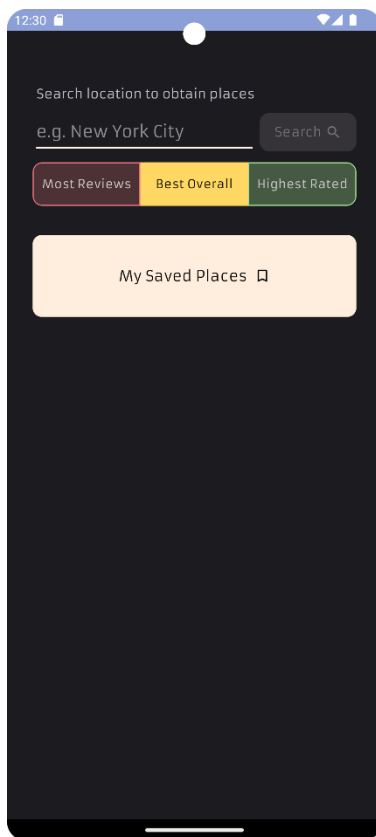 12:30
Search location to obtain places
e.g. New York City
Search
Most Reviews
Best Overall
Highest Rated
My Saved Places